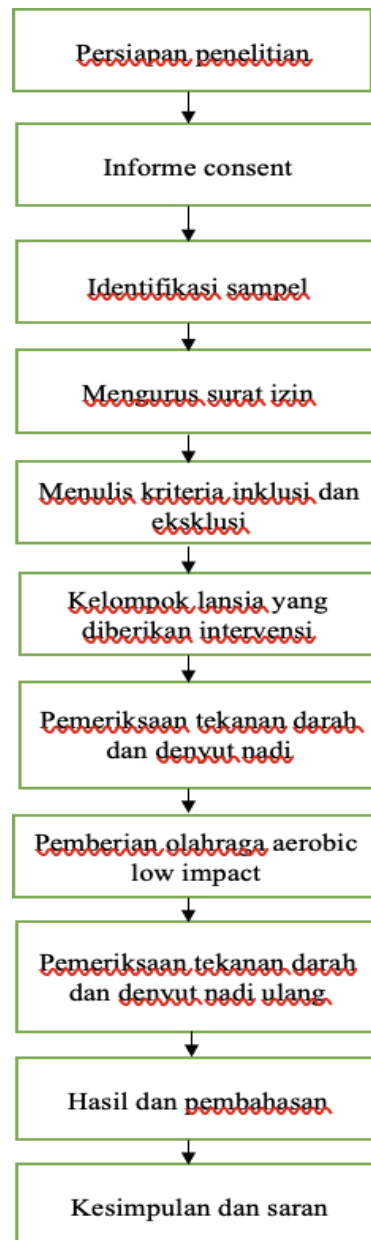 Persiapan penelitian
Informe consent
Identifikasi sampel
Mengurus surat izin
Menulis kriteria inklusi dan
eksklusi
Kelompok lansia yang
diberikan intervensi
Pemeriksaan tekanan darah
dan denyut nadi
Pemberian olahraga aerobic
low impact
Pemeriksaan tekanan darah
dan denyut nadi ulang
Hasil dan pembahasan
Kesimpulan dan saran